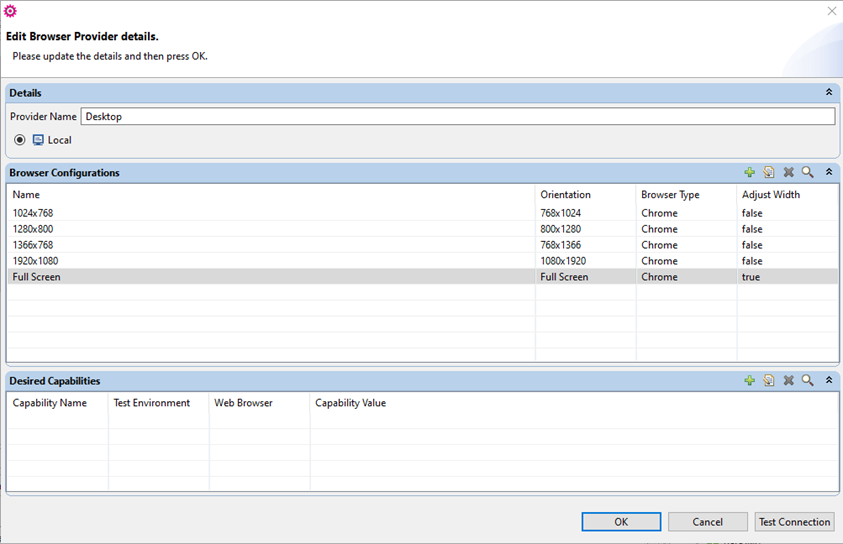 Edit Browser Provider details.
Please update the details and then press OK.
Details
Provider Name Desktop
Local
Browser Configurations
Name Orientation Browser Type Adjust Width
1024x768 768x1024 Chrome false
1280x800 800x1280 Chrome false
1366x768 768x1366 Chrome false
1920x1080 1080x1920 Chrome false
Full Screen Full Screen Chrome true
Desired Capabilities
Capability Name Test Environment Web Browser Capability Value
OK Cancel Test Connection